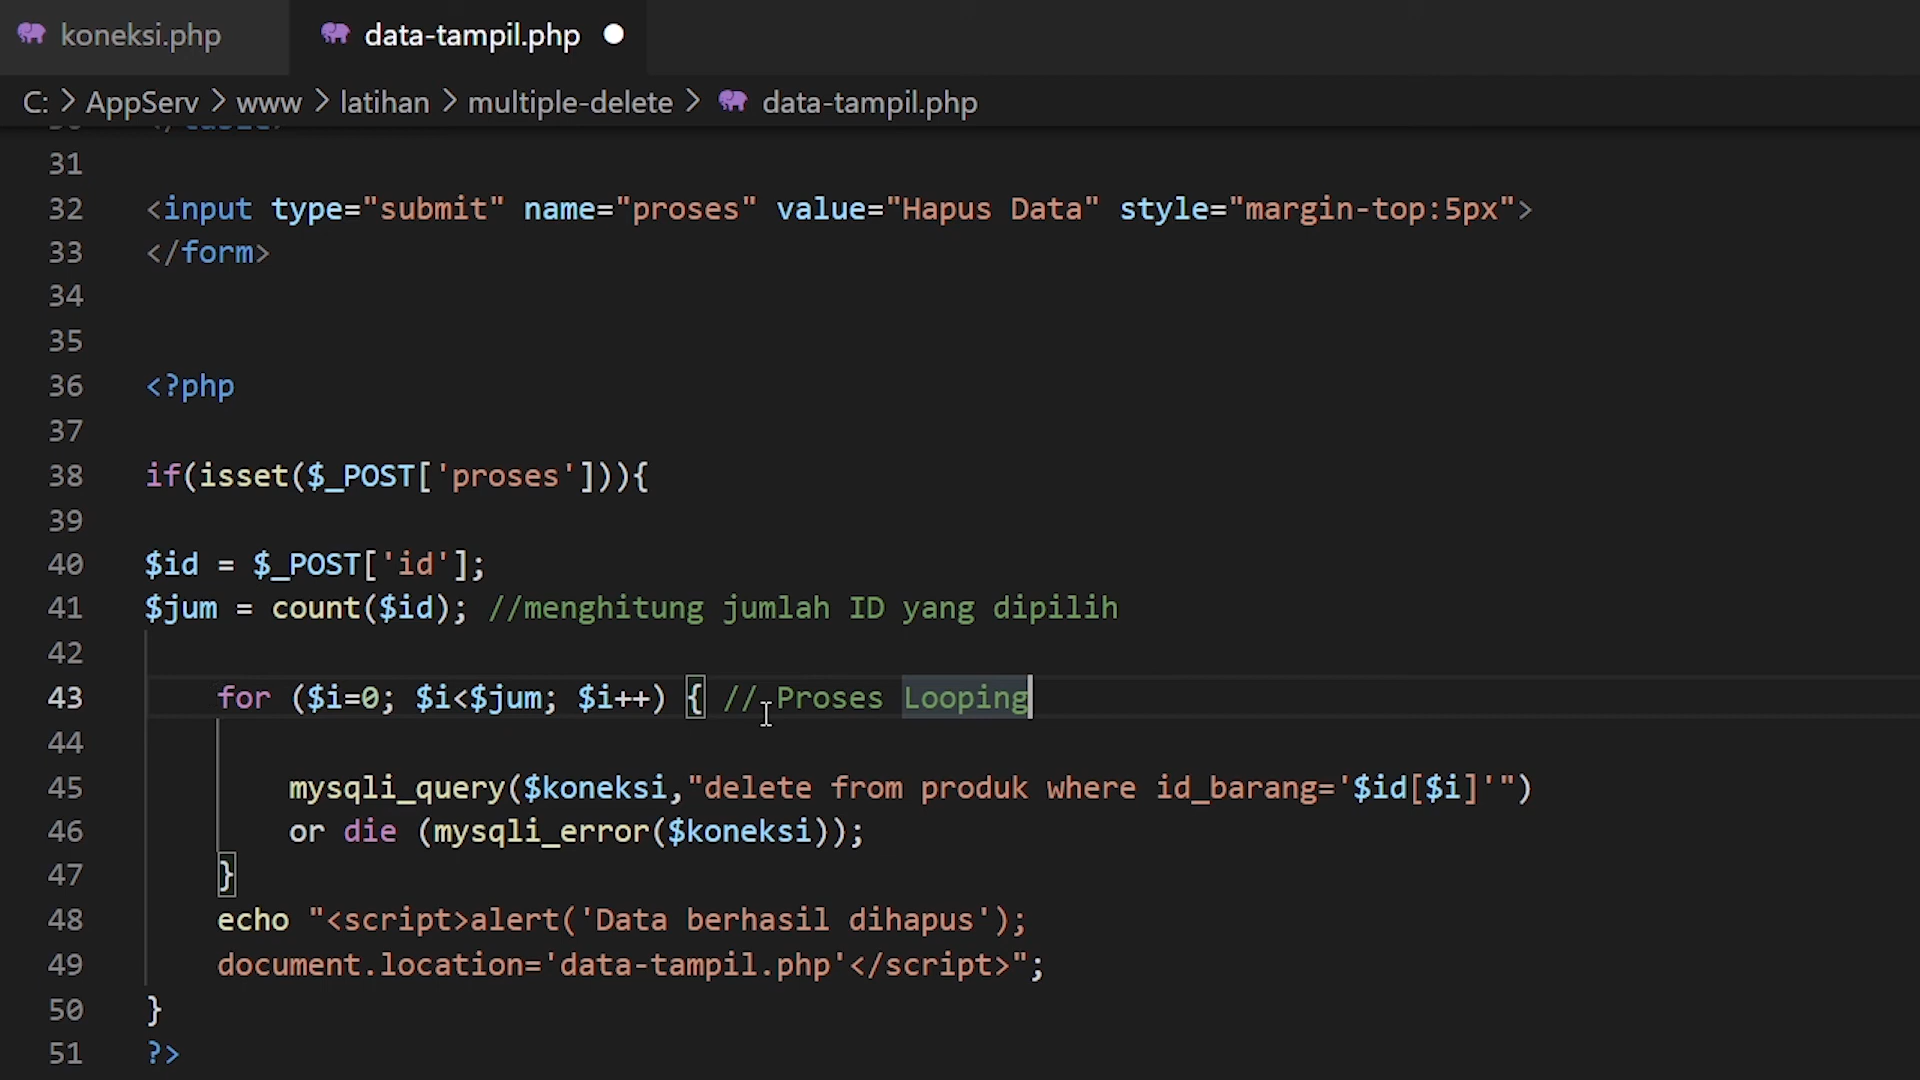 koneksi.php data-tampil.php
C: > AppServ > www > latihan > multiple-delete > data-tampil.php
31
32 <input type="submit" name="proses" value="Hapus Data" style="margin-top:5px">
33 </form>
34
35
36 <?php
37
38 if(isset($_POST['proses'])){
39
40 $id = $_POST['id'];
41 $jum = count($id); //menghitung jumlah ID yang dipilih
42
43 for ($i=0; $i<$jum; $i++) { // Proses Looping
44
45 mysqli_query($koneksi,"delete from produk where id_barang='$id[$i]'")
46 or die (mysqli_error($koneksi));
47 }
48 echo "<script>alert('Data berhasil dihapus');
49 document.location='data-tampil.php'</script>";
50 }
51 ?>